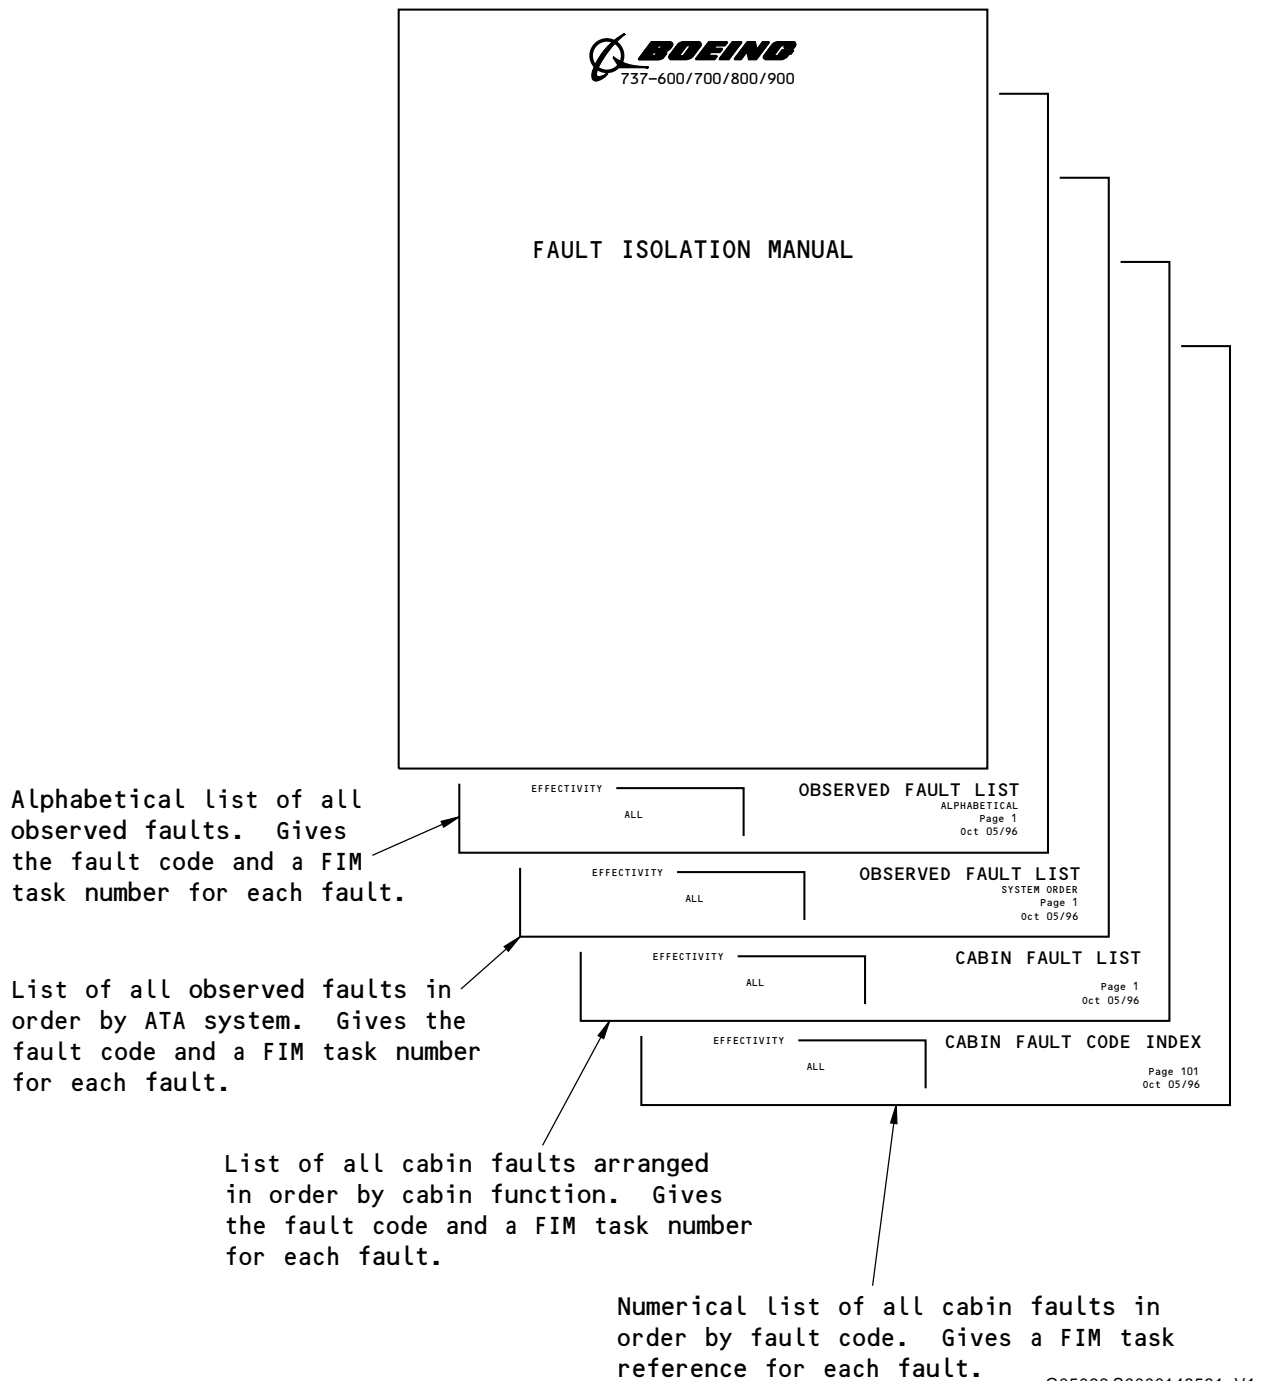 BOEING
737-600/700/800/900
FAULT ISOLATION MANUAL
EFFECTIVITY
ALL
OBSERVED FAULT LIST
ALPHABETICAL
Page 1
Oct 05/96
Alphabetical list of all
observed faults. Gives
the fault code and a FIM
task number for each fault.
EFFECTIVITY
ALL
OBSERVED FAULT LIST
SYSTEM ORDER
Page 1
Oct 05/96
List of all observed faults in
order by ATA system. Gives the
fault code and a FIM task number
for each fault.
EFFECTIVITY
ALL
CABIN FAULT LIST
Page 1
Oct 05/96
List of all cabin faults arranged
in order by cabin function. Gives
the fault code and a FIM task number
for each fault.
EFFECTIVITY
ALL
CABIN FAULT CODE INDEX
Page 101
Oct 05/96
Numerical list of all cabin faults in
order by fault code. Gives a FIM task
reference for each fault.